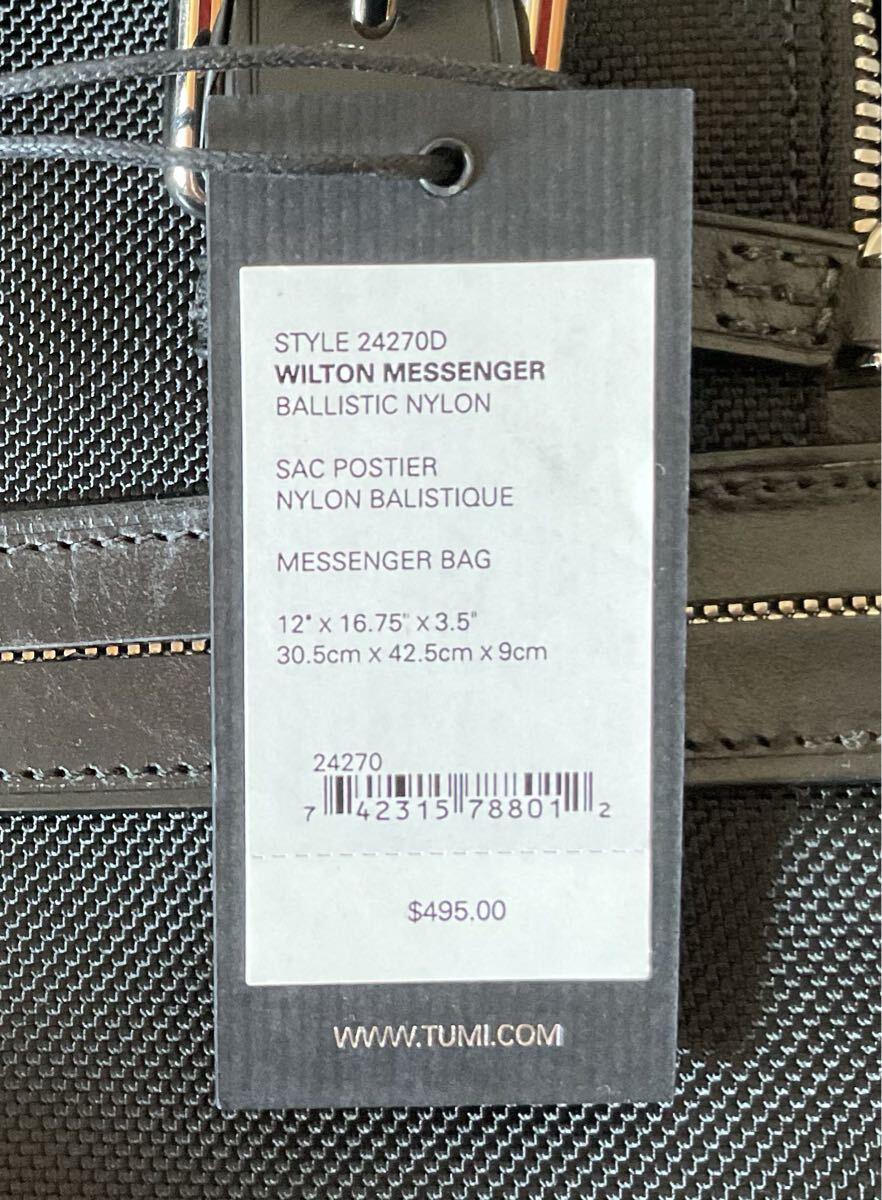 STYLE 24270D
WILTON MESSENGER
BALLISTIC NYLON
SAC POSTIER
NYLON BALISTIQUE
MESSENGER BAG
12" x 16.75" x 3.5"
30.5cm x 42.5cm x 9cm
24270
7 42315 78801 2
$495.00
WWW.TUMI.COM